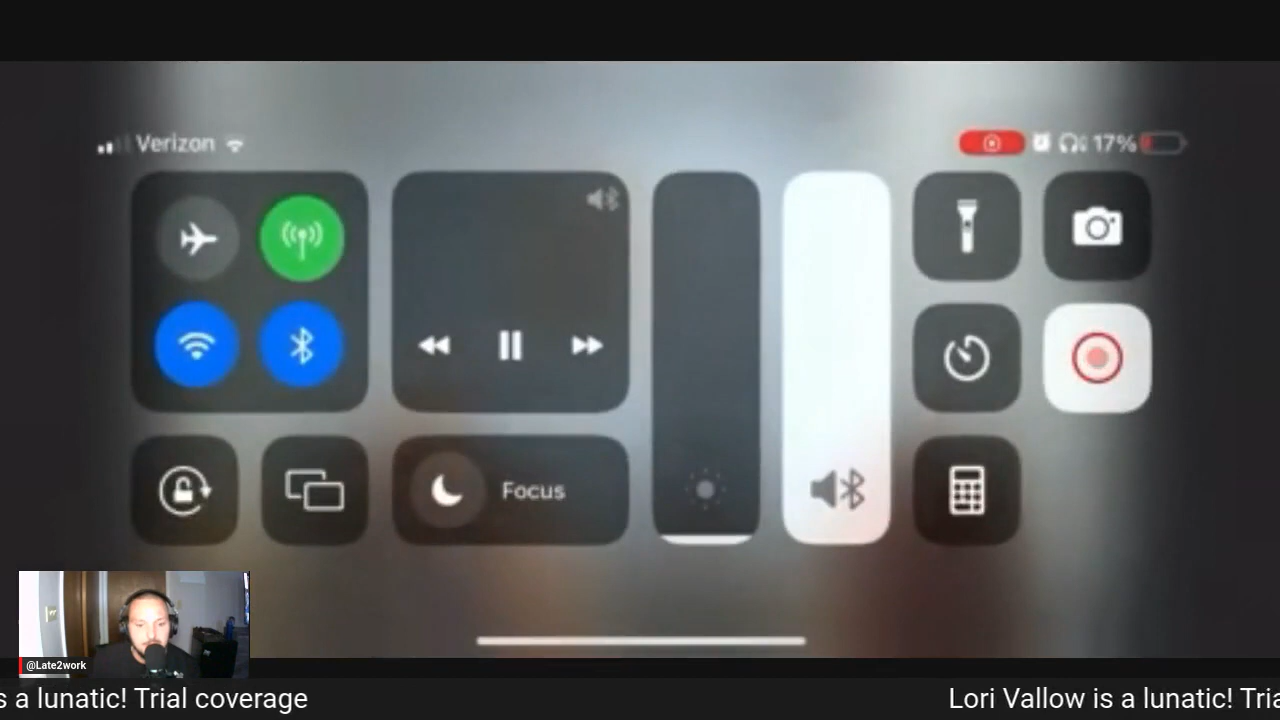 Verizon
17%
Focus
@Late2work
s a lunatic! Trial coverage
Lori Vallow is a lunatic! Tria